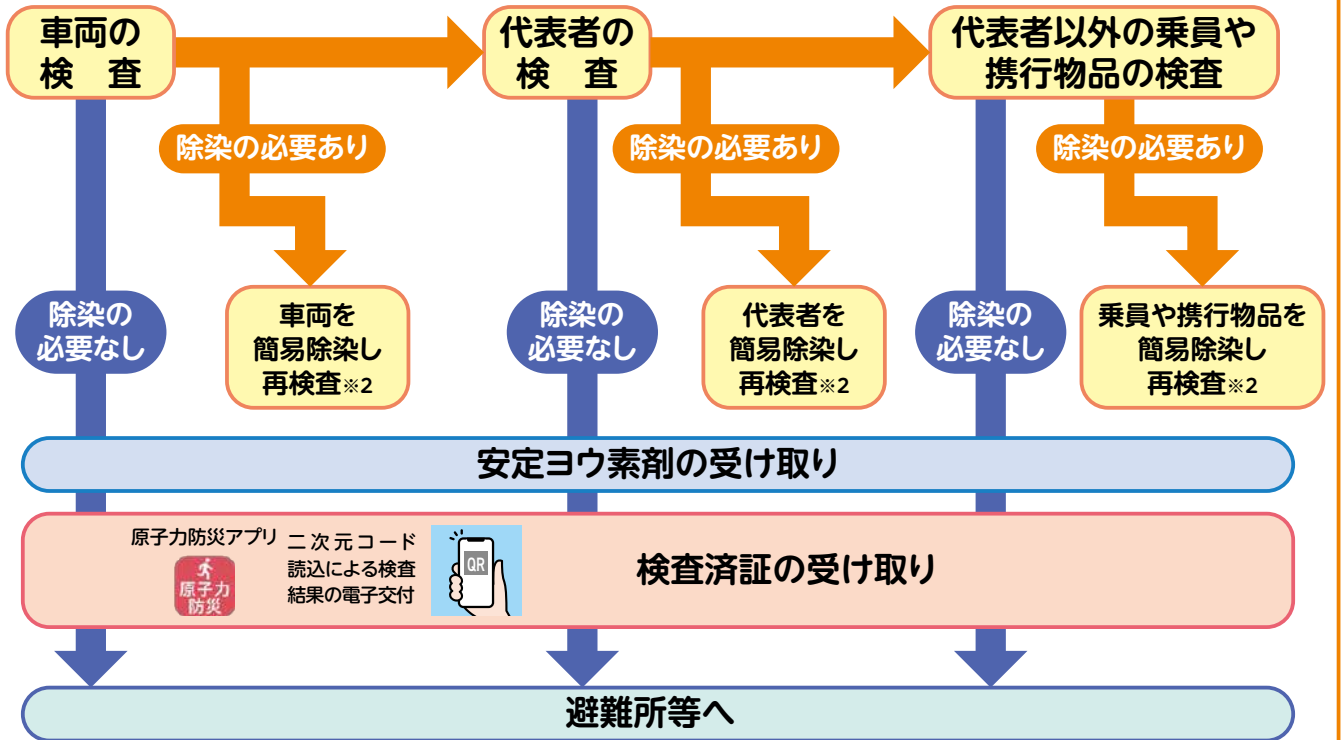 車両の
検 査
代表者の
検 査
代表者以外の乗員や
携行物品の検査
除染の必要あり
除染の必要あり
除染の必要あり
除染の
必要なし
車両を
簡易除染し
再検査※2
除染の
必要なし
代表者を
簡易除染し
再検査※2
除染の
必要なし
乗員や携行物品を
簡易除染し
再検査※2
安定ヨウ素剤の受け取り
原子力防災アプリ
原子力
防災
二次元コード
読込による検査
結果の電子交付
QR
検査済証の受け取り
避難所等へ